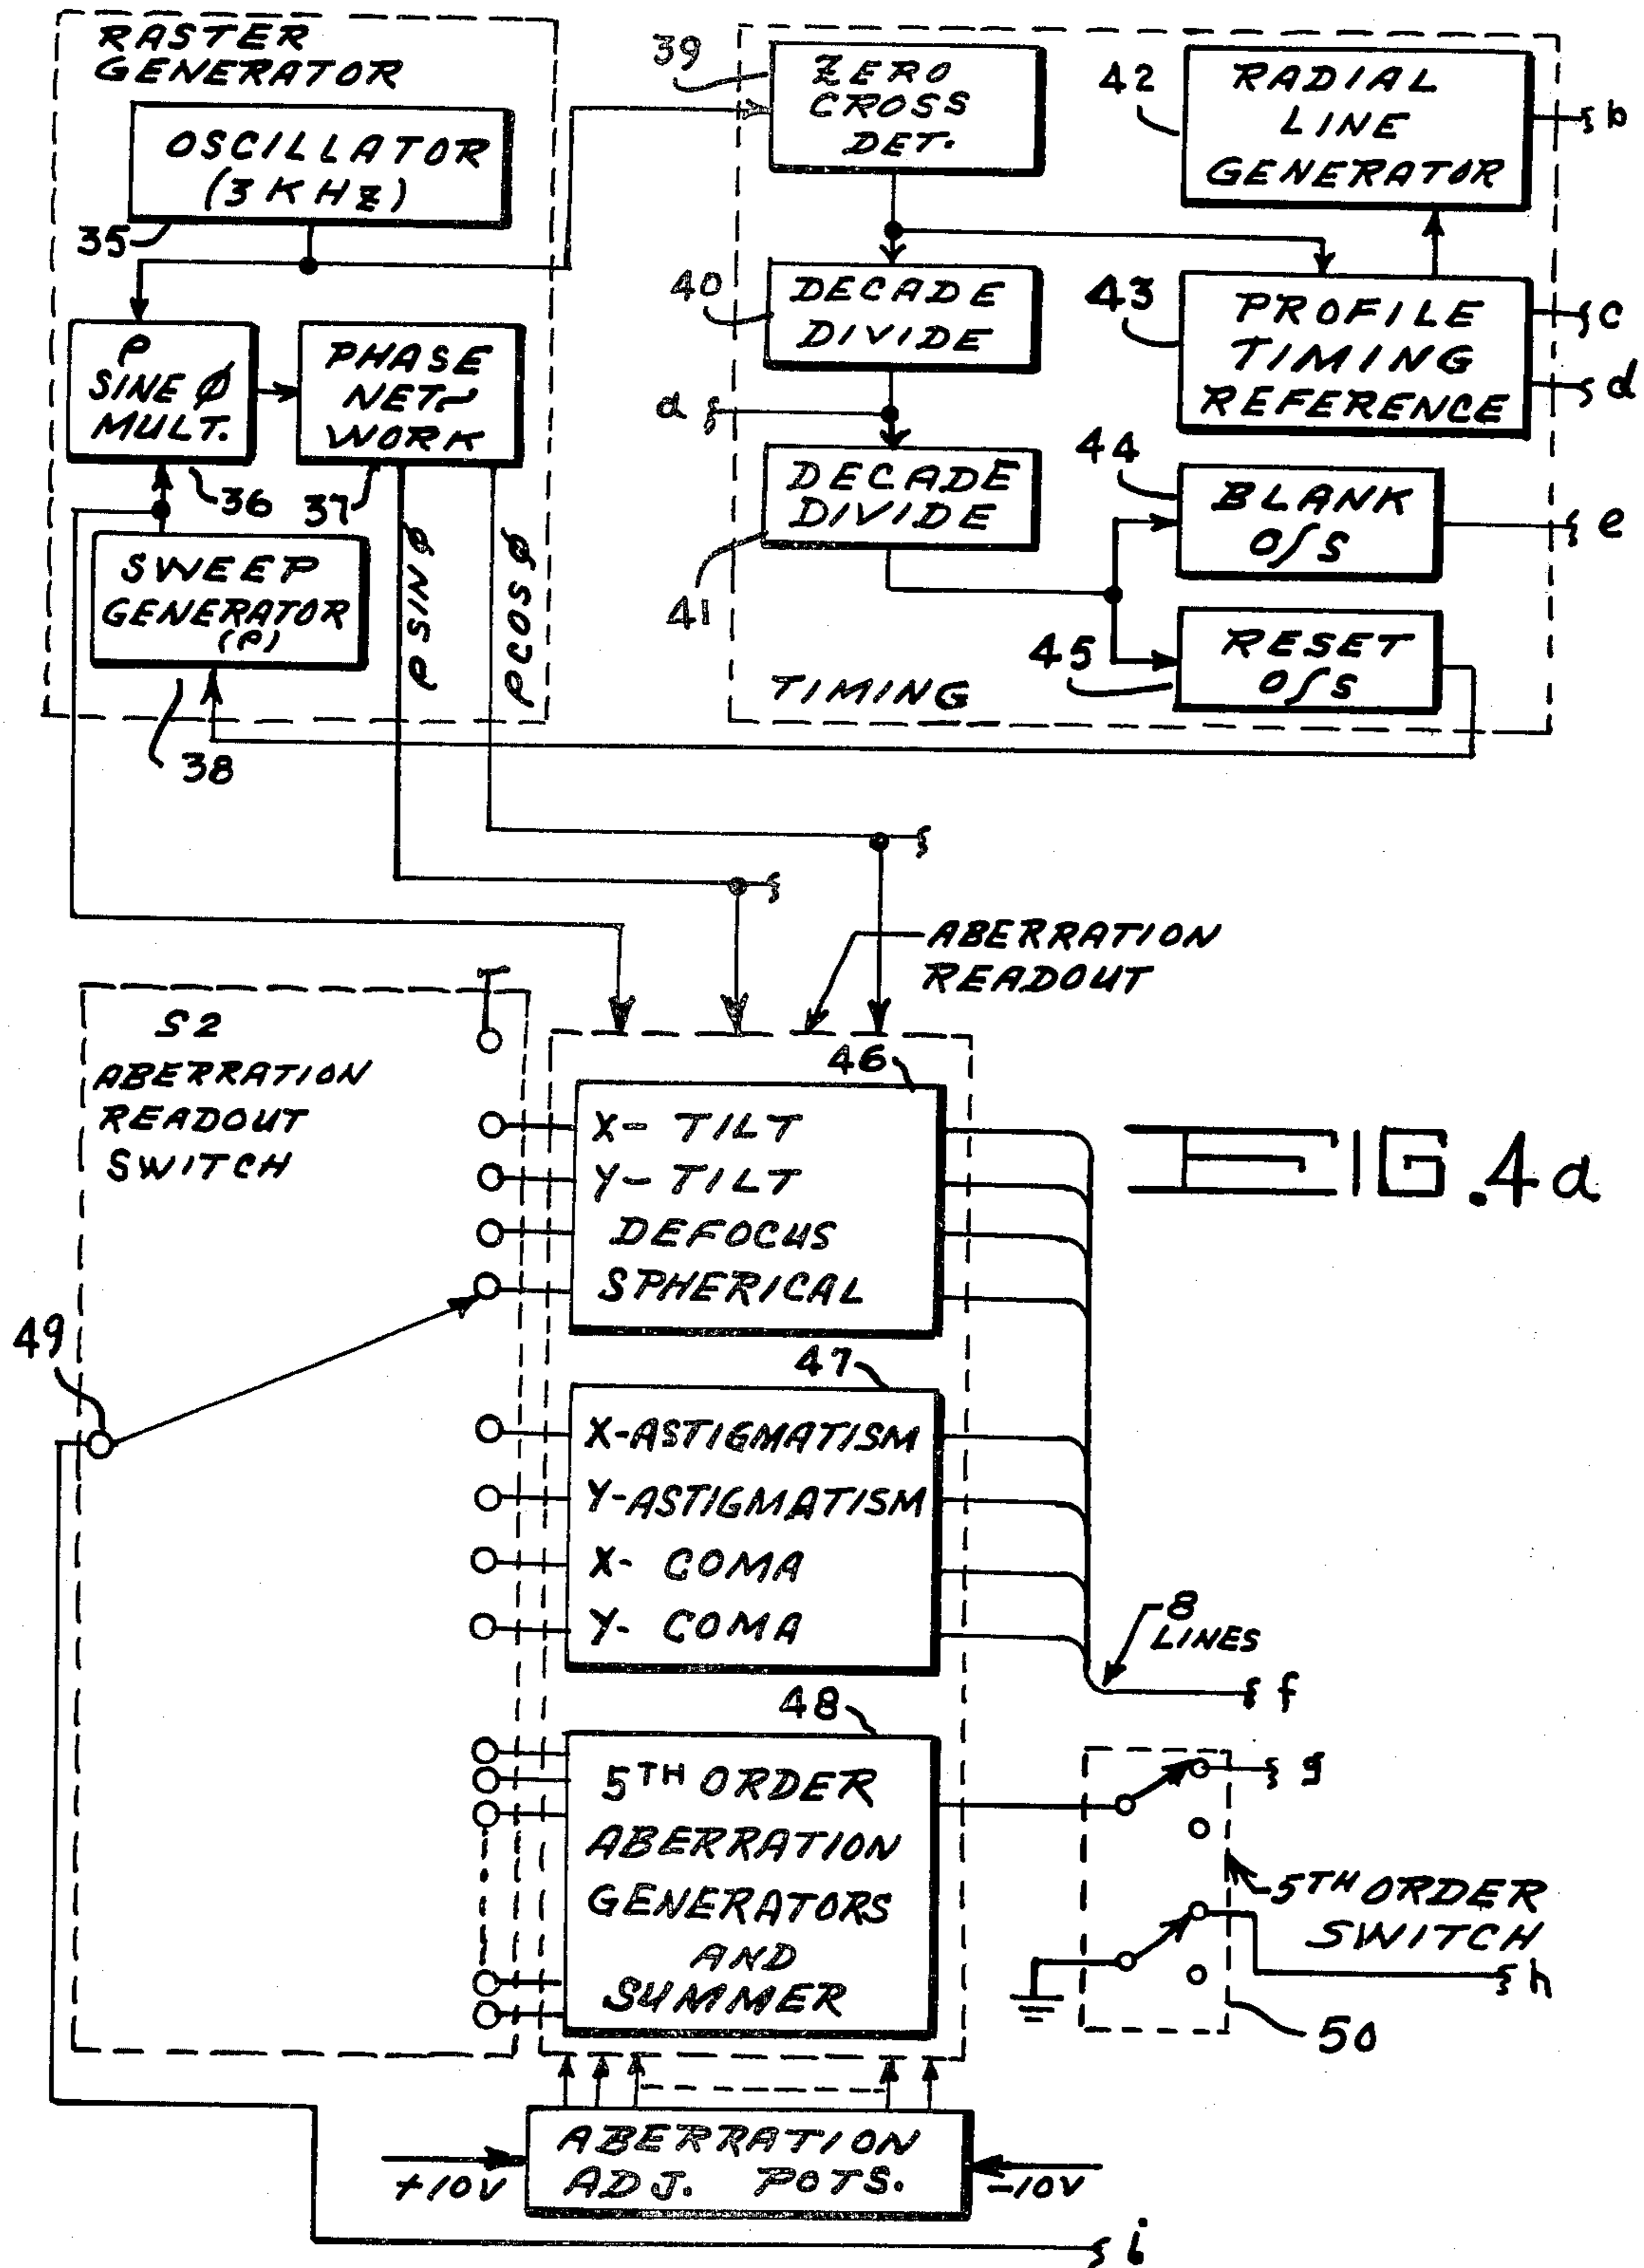 RASTER
GENERATOR
OSCILLATOR
(3 KHZ)
35
ρ
SINE Ø
MULT.
36
PHASE
NET-
WORK
37
SWEEP
GENERATOR
(ρ)
38
ρ SIN Ø
ρ COS Ø
39
ZERO
CROSS
DET.
40
DECADE
DIVIDE
a
DECADE
DIVIDE
41
TIMING
42
RADIAL
LINE
GENERATOR
b
43
PROFILE
TIMING
REFERENCE
c
d
44
BLANK
O/S
e
45
RESET
O/S
ABERRATION
READOUT
S2
ABERRATION
READOUT
SWITCH
49
46
X- TILT
Y- TILT
DEFOCUS
SPHERICAL
47
X-ASTIGMATISM
Y-ASTIGMATISM
X- COMA
Y- COMA
48
5TH ORDER
ABERRATION
GENERATORS
AND
SUMMER
FIG.4a
8
LINES
f
g
5TH ORDER
SWITCH
h
50
ABERRATION
ADJ. POTS.
+10V
-10V
i